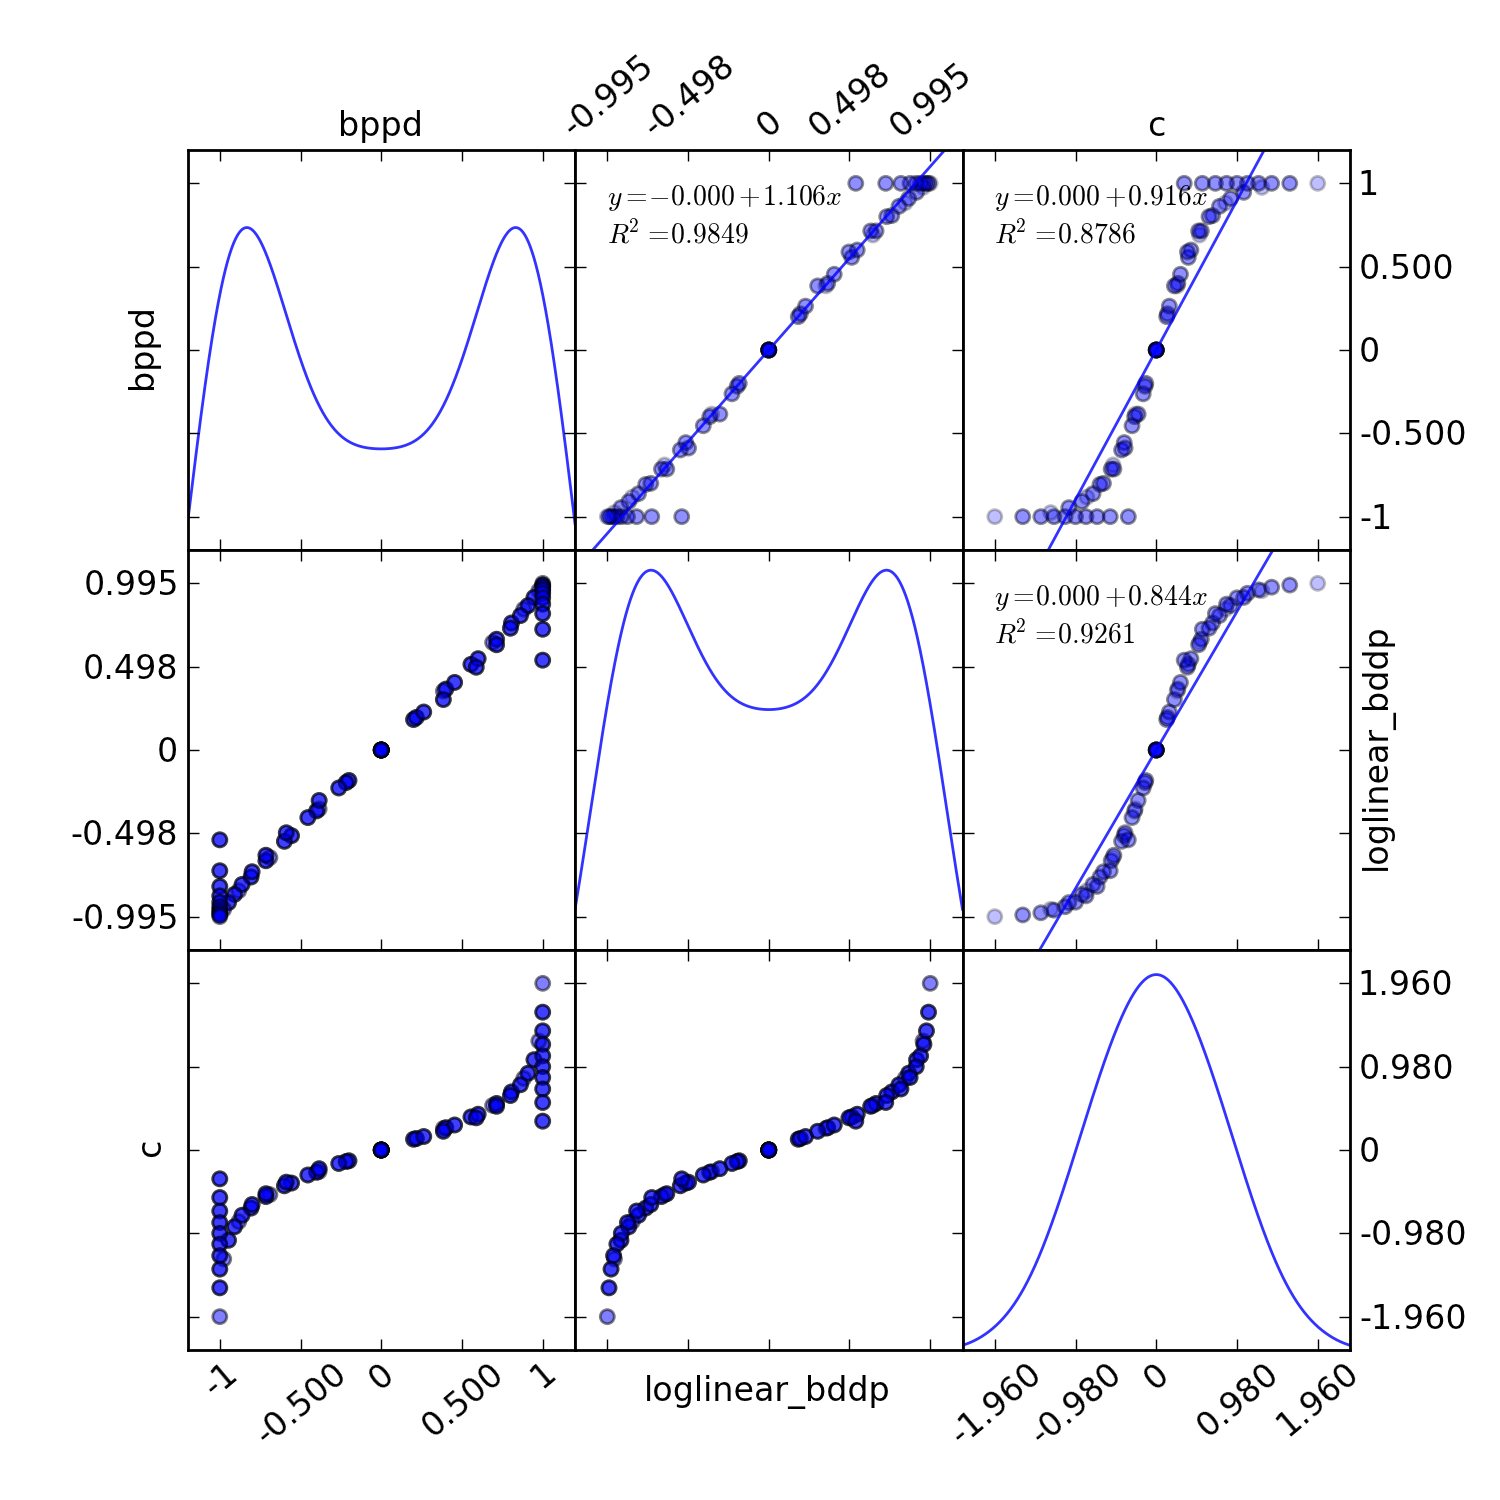 -0.995 -0.498 0 0.498 0.995
bppd c
bppd
y=−0.000+1.106x
R² =0.9849
y=0.000+0.916x
R² =0.8786
1
0.500
0
-0.500
-1
0.995
0.498
0
-0.498
-0.995
y=0.000+0.844x
R² =0.9261
loglinear_bddp
c
1.960
0.980
0
-0.980
-1.960
-1 -0.500 0 0.500 1
loglinear_bddp
-1.960 -0.980 0 0.980 1.960